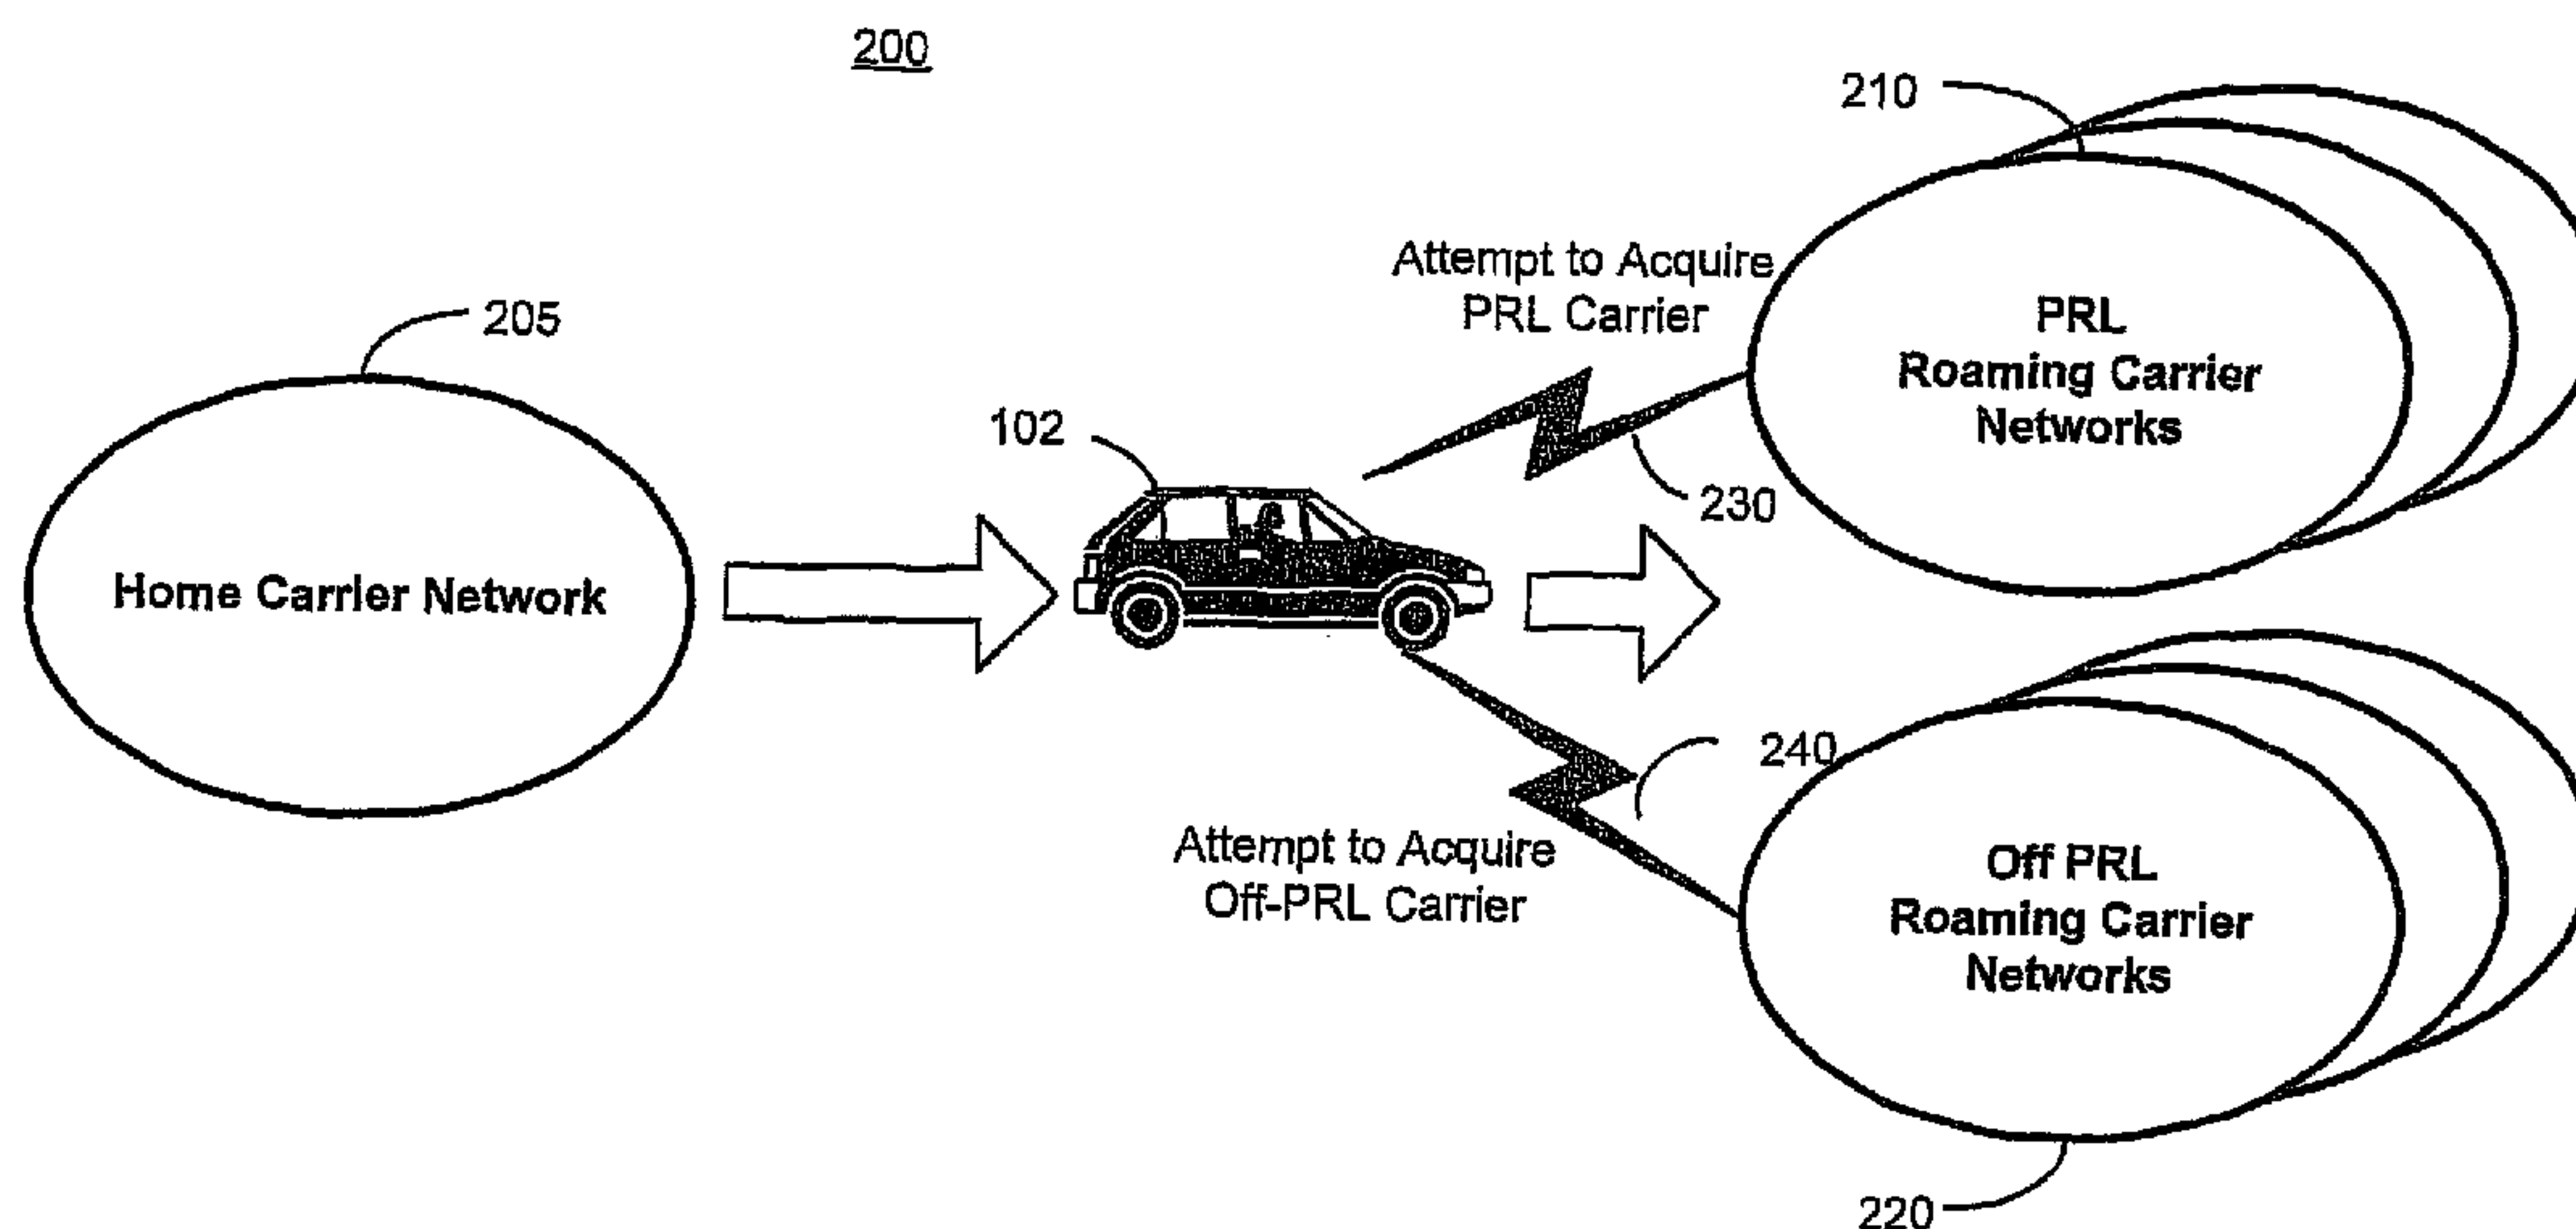 200
210
Attempt to Acquire
PRL Carrier
PRL
Roaming Carrier
Networks
205
102
230
Home Carrier Network
240
Attempt to Acquire
Off-PRL Carrier
Off PRL
Roaming Carrier
Networks
220